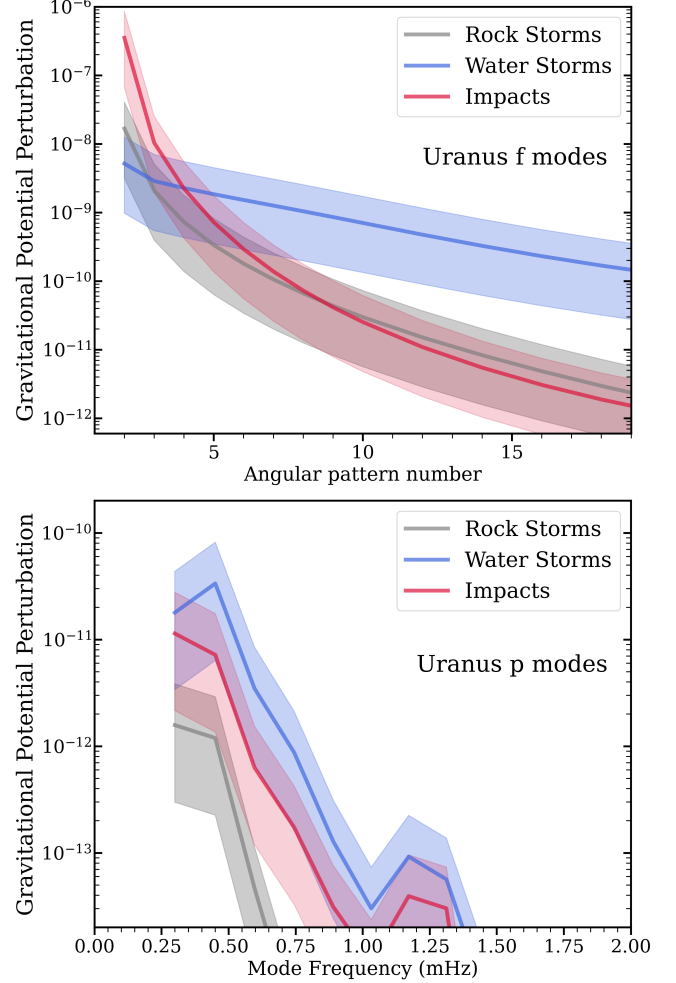 10⁻⁶
10⁻⁷
10⁻⁸
10⁻⁹
10⁻¹⁰
10⁻¹¹
10⁻¹²
Gravitational Potential Perturbation
Rock Storms
Water Storms
Impacts
Uranus f modes
5 10 15
Angular pattern number
10⁻¹⁰
10⁻¹¹
10⁻¹²
10⁻¹³
Gravitational Potential Perturbation
Rock Storms
Water Storms
Impacts
Uranus p modes
0.00 0.25 0.50 0.75 1.00 1.25 1.50 1.75 2.00
Mode Frequency (mHz)